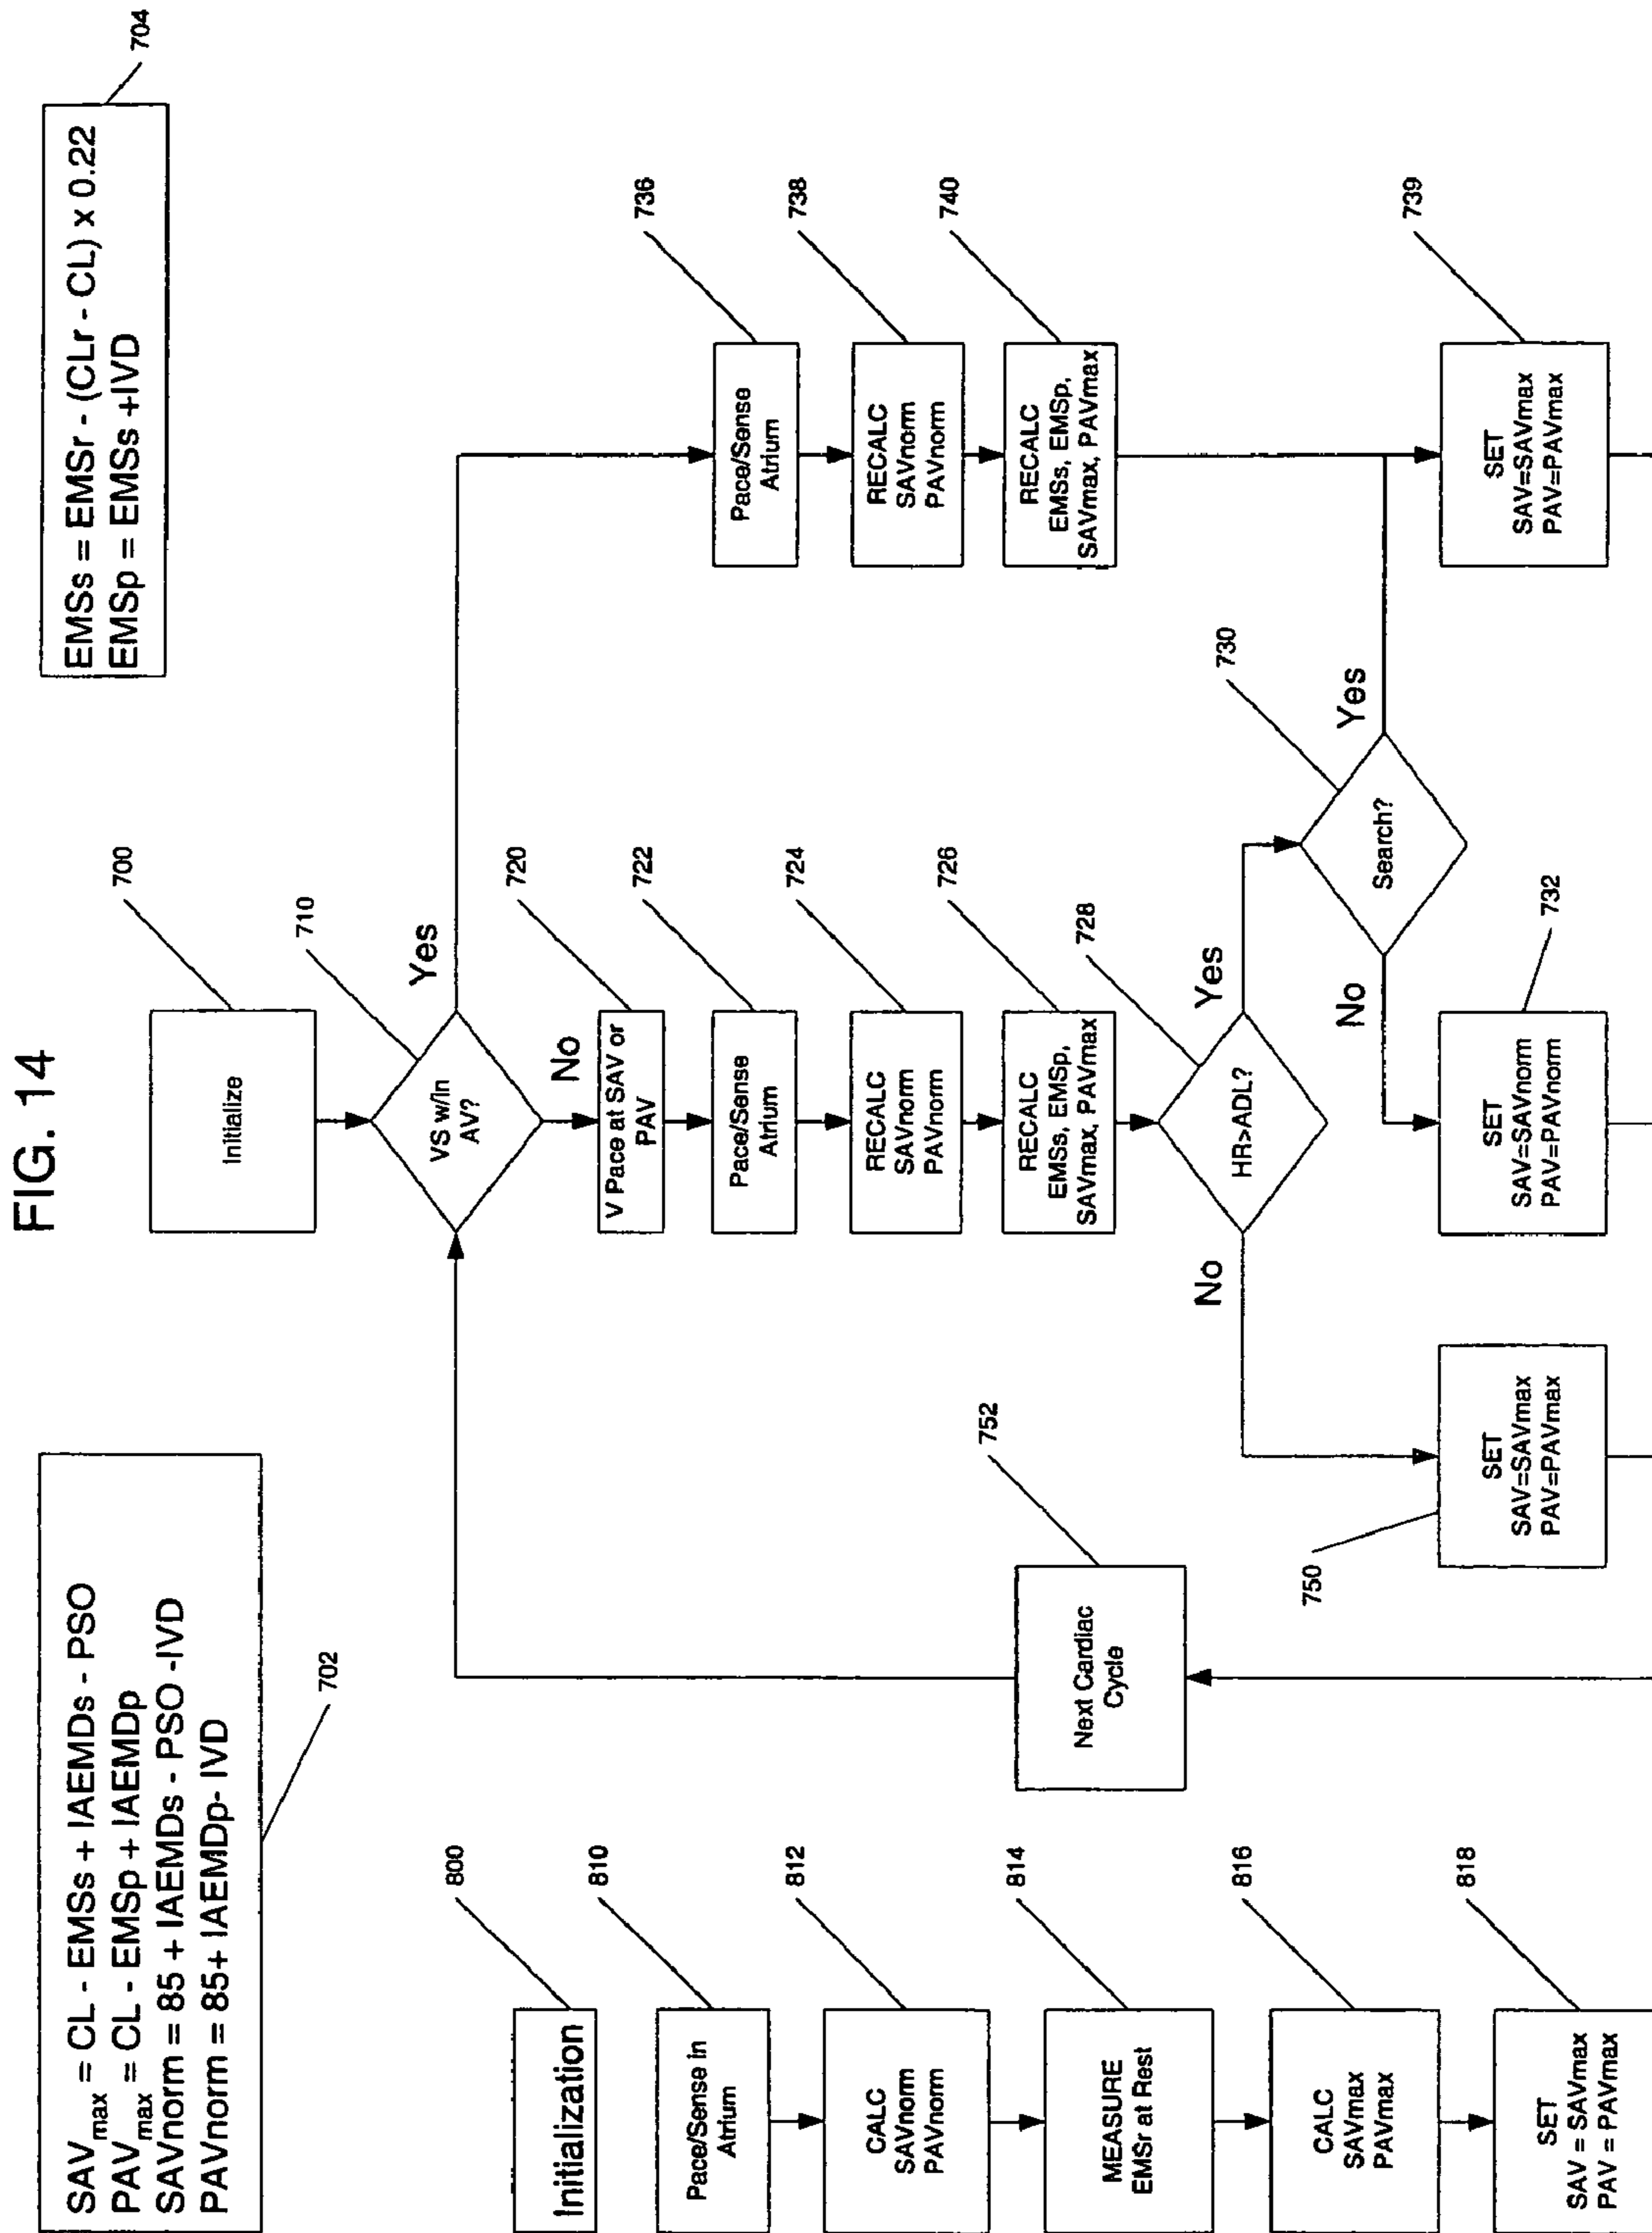 FIG. 14
SAVmax = CL - EMSs + IAEMDs - PSO
PAVmax = CL - EMSp + IAEMDp
SAVnorm = 85 + IAEMDs - PSO -IVD
PAVnorm = 85+ IAEMDp- IVD
702
EMSs = EMSr - (CLr - CL) x 0.22
EMSp = EMSs +IVD
704
Initialization
800
Pace/Sense in
Atrium
810
CALC
SAVnorm
PAVnorm
812
MEASURE
EMSr at Rest
814
CALC
SAVmax
PAVmax
816
SET
SAV = SAVmax
PAV = PAVmax
818
Initialize
700
VS w/in
AV?
710
Yes
No
V Pace at SAV or
PAV
720
Pace/Sense
Atrium
722
RECALC
SAVnorm
PAVnorm
724
RECALC
EMSs, EMSp,
SAVmax, PAVmax
726
HR>ADL?
728
No
Yes
Search?
730
No
Yes
Pace/Sense
Atrium
736
RECALC
SAVnorm
PAVnorm
738
RECALC
EMSs, EMSp,
SAVmax, PAVmax
740
Next Cardiac
Cycle
752
SET
SAV=SAVmax
PAV=PAVmax
750
SET
SAV=SAVnorm
PAV=PAVnorm
732
SET
SAV=SAVmax
PAV=PAVmax
739